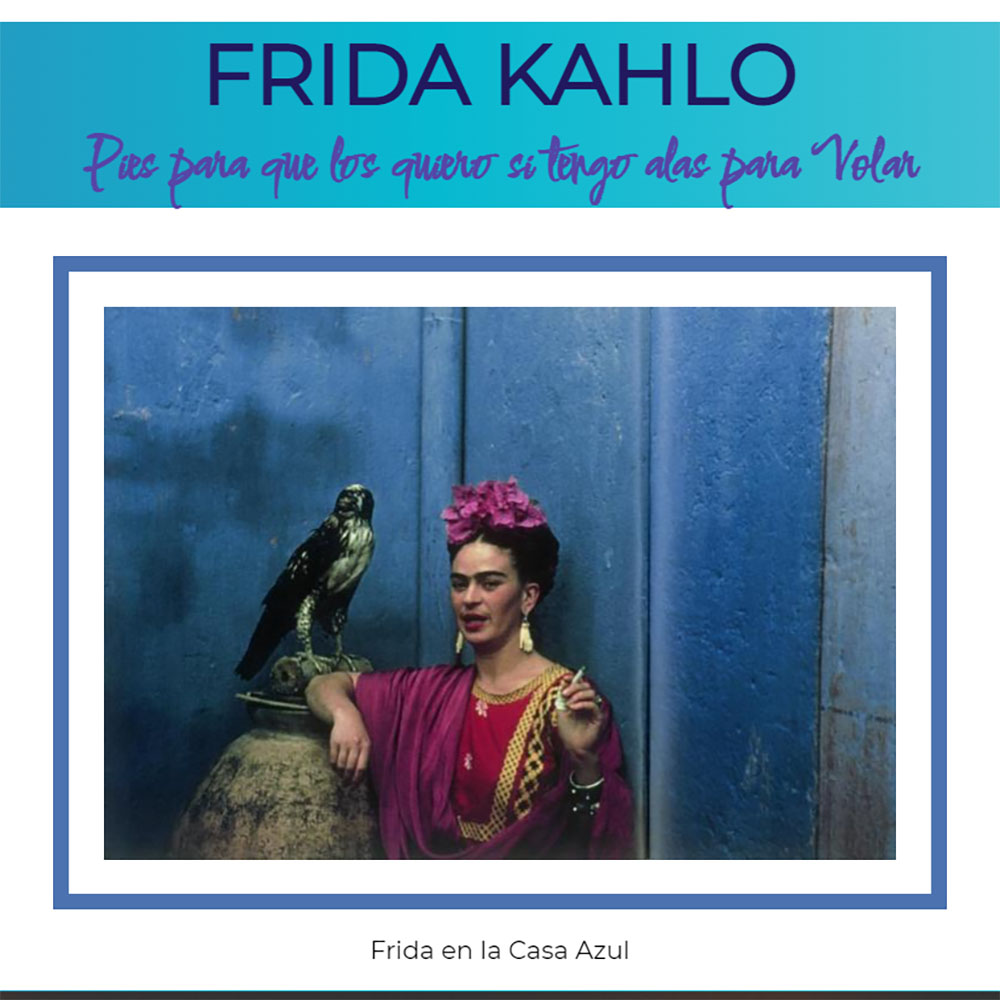 FRIDA KAHLO
Pies para que los quiero si tengo alas para Volar
Frida en la Casa Azul